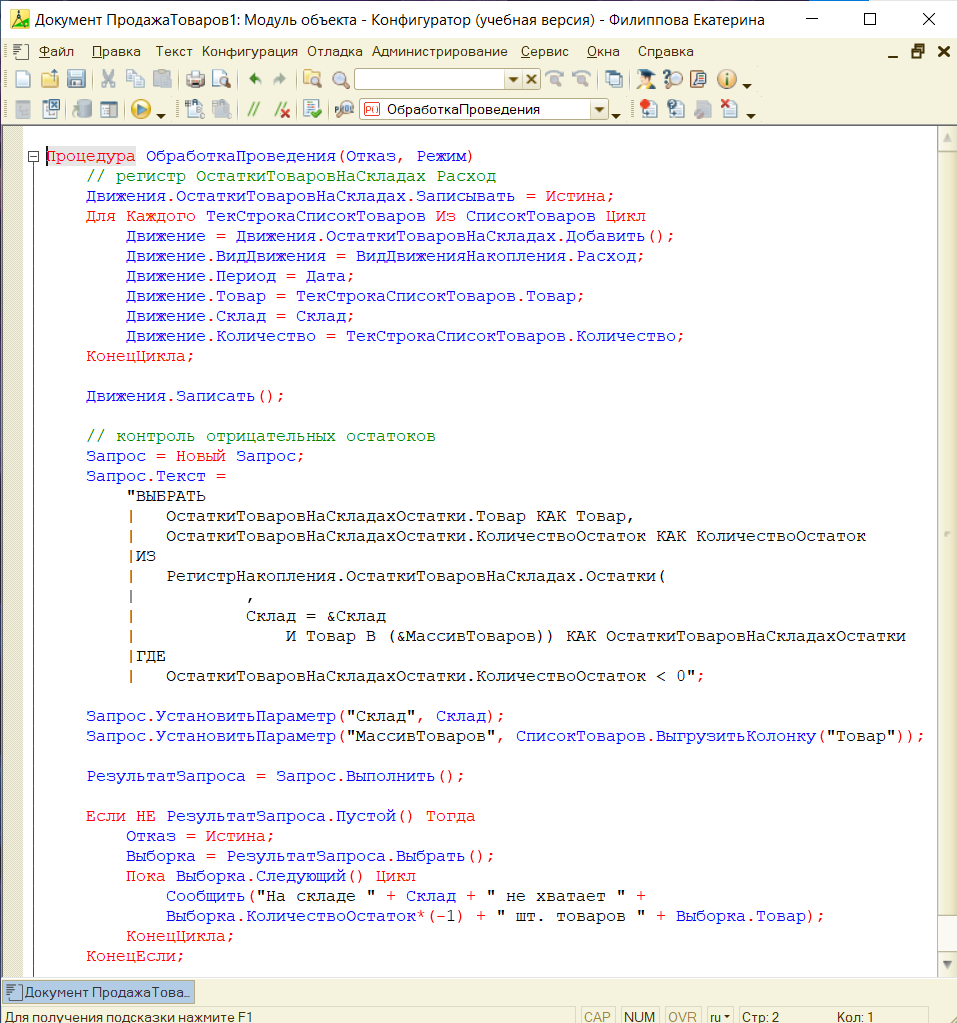 Документ ПродажаТоваров1: Модуль объекта - Конфигуратор (учебная версия) - Филиппова Екатерина
Файл Правка Текст Конфигурация Отладка Администрирование Сервис Окна Справка
ОбработкаПроведения
Процедура ОбработкаПроведения(Отказ, Режим)
// регистр ОстаткиТоваровНаСкладах Расход
Движения.ОстаткиТоваровНаСкладах.Записывать = Истина;
Для Каждого ТекСтрокаСписокТоваров Из СписокТоваров Цикл
Движение = Движения.ОстаткиТоваровНаСкладах.Добавить();
Движение.ВидДвижения = ВидДвиженияНакопления.Расход;
Движение.Период = Дата;
Движение.Товар = ТекСтрокаСписокТоваров.Товар;
Движение.Склад = Склад;
Движение.Количество = ТекСтрокаСписокТоваров.Количество;
КонецЦикла;
Движения.Записать();
// контроль отрицательных остатоков
Запрос = Новый Запрос;
Запрос.Текст =
"ВЫБРАТЬ
| ОстаткиТоваровНаСкладахОстатки.Товар КАК Товар,
| ОстаткиТоваровНаСкладахОстатки.КоличествоОстаток КАК КоличествоОстаток
|ИЗ
| РегистрНакопления.ОстаткиТоваровНаСкладах.Остатки(
| ,
| Склад = &Склад
| И Товар В (&МассивТоваров)) КАК ОстаткиТоваровНаСкладахОстатки
|ГДЕ
| ОстаткиТоваровНаСкладахОстатки.КоличествоОстаток < 0";
Запрос.УстановитьПараметр("Склад", Склад);
Запрос.УстановитьПараметр("МассивТоваров", СписокТоваров.ВыгрузитьКолонку("Товар"));
РезультатЗапроса = Запрос.Выполнить();
Если НЕ РезультатЗапроса.Пустой() Тогда
Отказ = Истина;
Выборка = РезультатЗапроса.Выбрать();
Пока Выборка.Следующий() Цикл
Сообщить("На складе " + Склад + " не хватает " +
Выборка.КоличествоОстаток*(-1) + " шт. товаров " + Выборка.Товар);
КонецЦикла;
КонецЕсли;
Документ ПродажаТова...
Для получения подсказки нажмите F1 CAP NUM OVR ru Стр: 2 Кол: 1